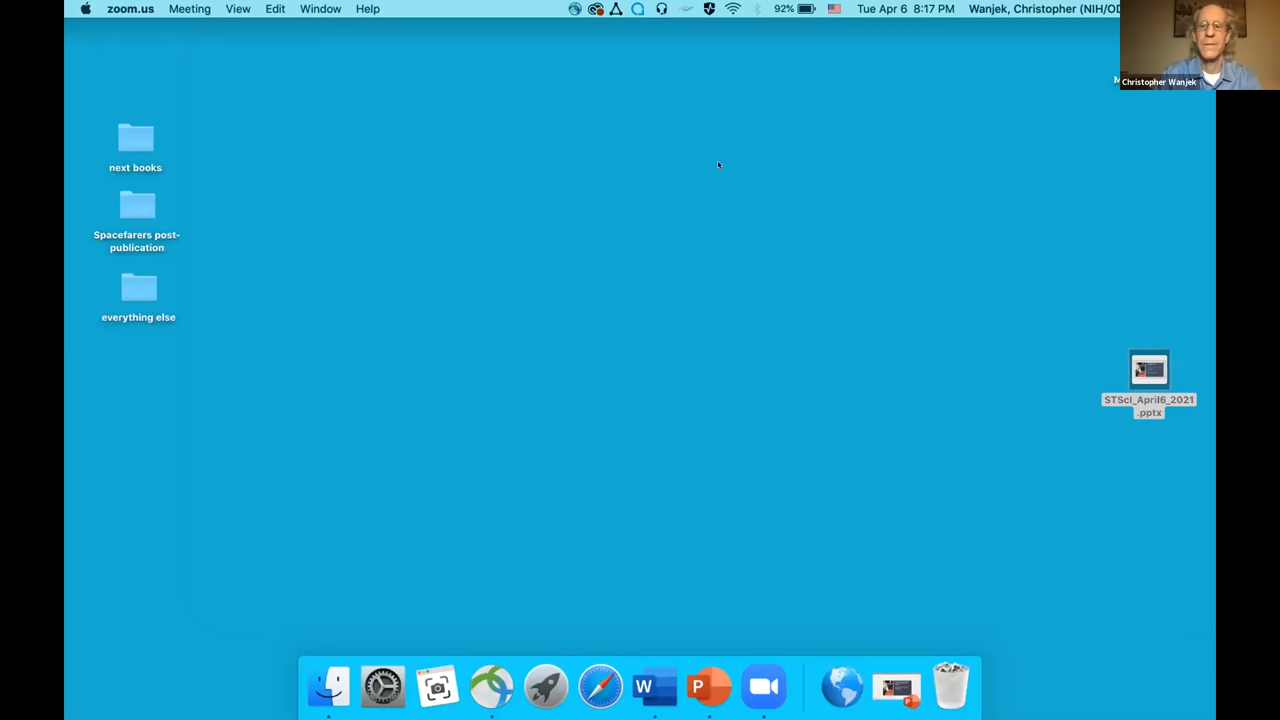 zoom.us Meeting View Edit Window Help 92% Tue Apr 6 8:17 PM Wanjek, Christopher (NIH/OD
Christopher Wanjek
next books
Spacefarers post-
publication
everything else
STScI_April6_2021
.pptx
W
P